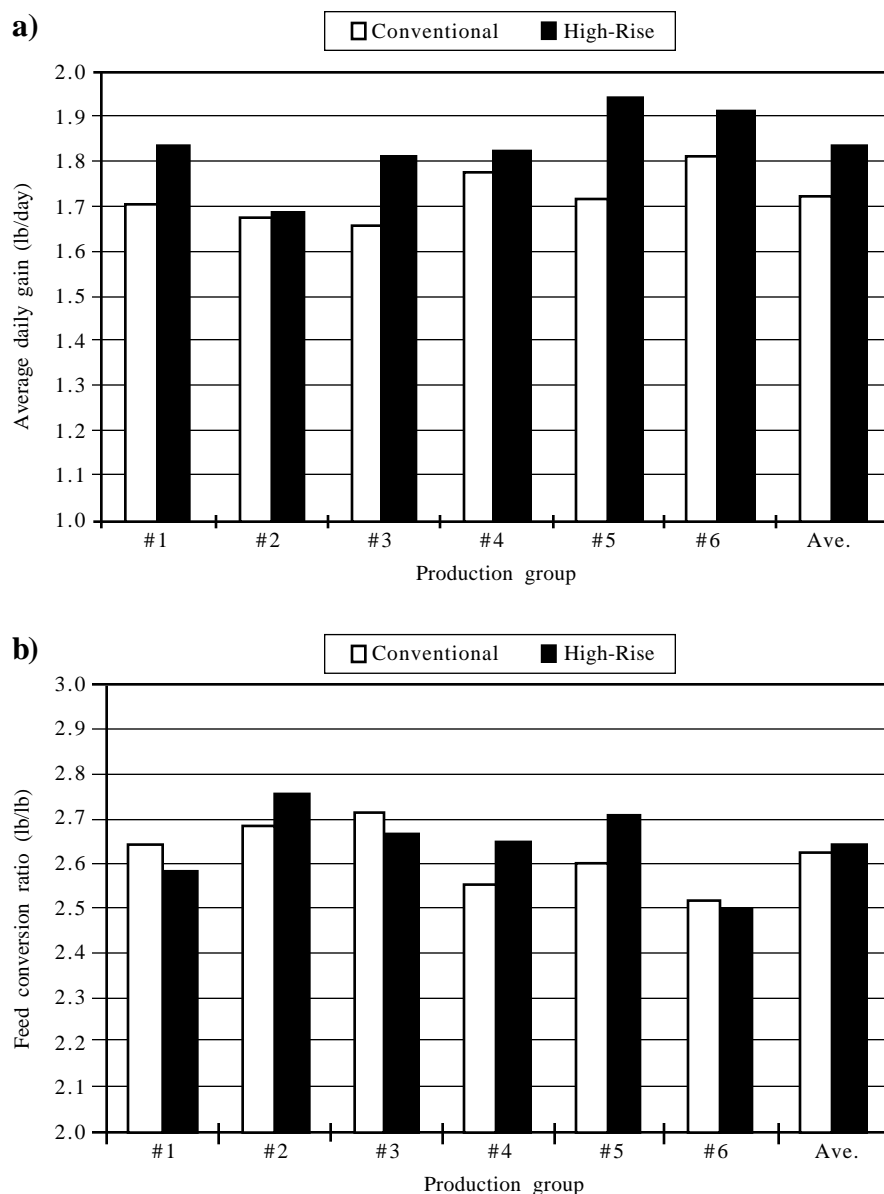 a)
Conventional High-Rise
2.0
1.9
1.8
1.7
1.6
1.5
1.4
1.3
1.2
1.1
1.0
Average daily gain (lb/day)
#1 #2 #3 #4 #5 #6 Ave.
Production group
b)
Conventional High-Rise
3.0
2.9
2.8
2.7
2.6
2.5
2.4
2.3
2.2
2.1
2.0
Feed conversion ratio (lb/lb)
#1 #2 #3 #4 #5 #6 Ave.
Production group